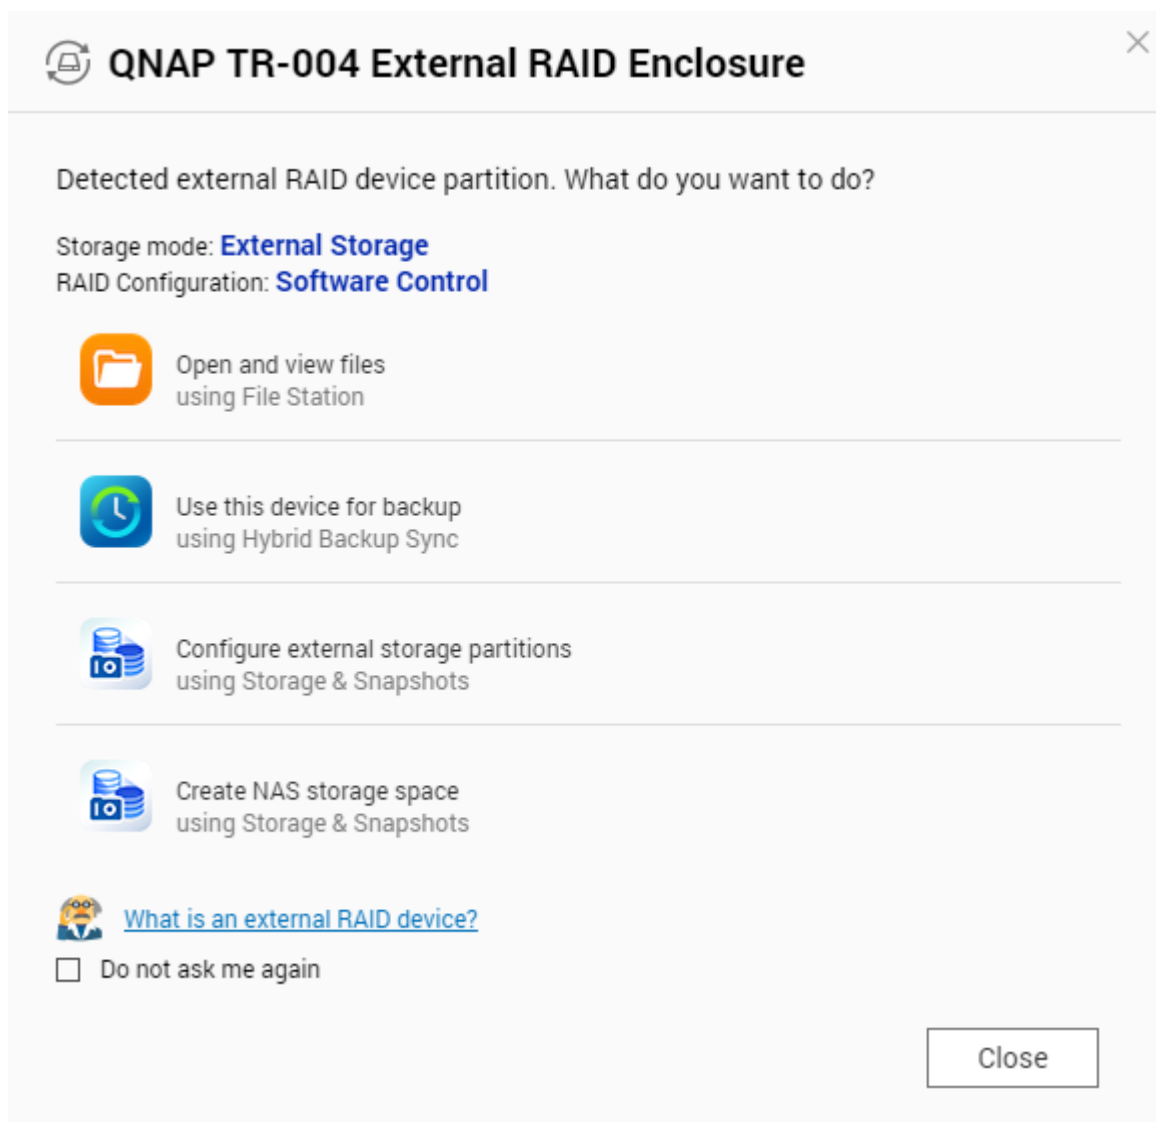 QNAP TR-004 External RAID Enclosure
Detected external RAID device partition. What do you want to do?
Storage mode: External Storage
RAID Configuration: Software Control
Open and view files
using File Station
Use this device for backup
using Hybrid Backup Sync
Configure external storage partitions
using Storage & Snapshots
Create NAS storage space
using Storage & Snapshots
What is an external RAID device?
Do not ask me again
Close